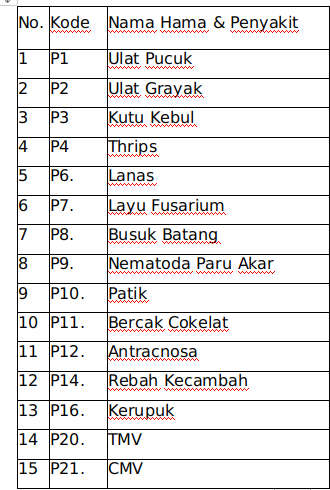 No. Kode Nama Hama & Penyakit
1 P1 Ulat Pucuk
2 P2 Ulat Grayak
3 P3 Kutu Kebul
4 P4 Thrips
5 P6. Lanas
6 P7. Layu Fusarium
7 P8. Busuk Batang
8 P9. Nematoda Paru Akar
9 P10. Patik
10 P11. Bercak Cokelat
11 P12. Antracnosa
12 P14. Rebah Kecambah
13 P16. Kerupuk
14 P20. TMV
15 P21. CMV